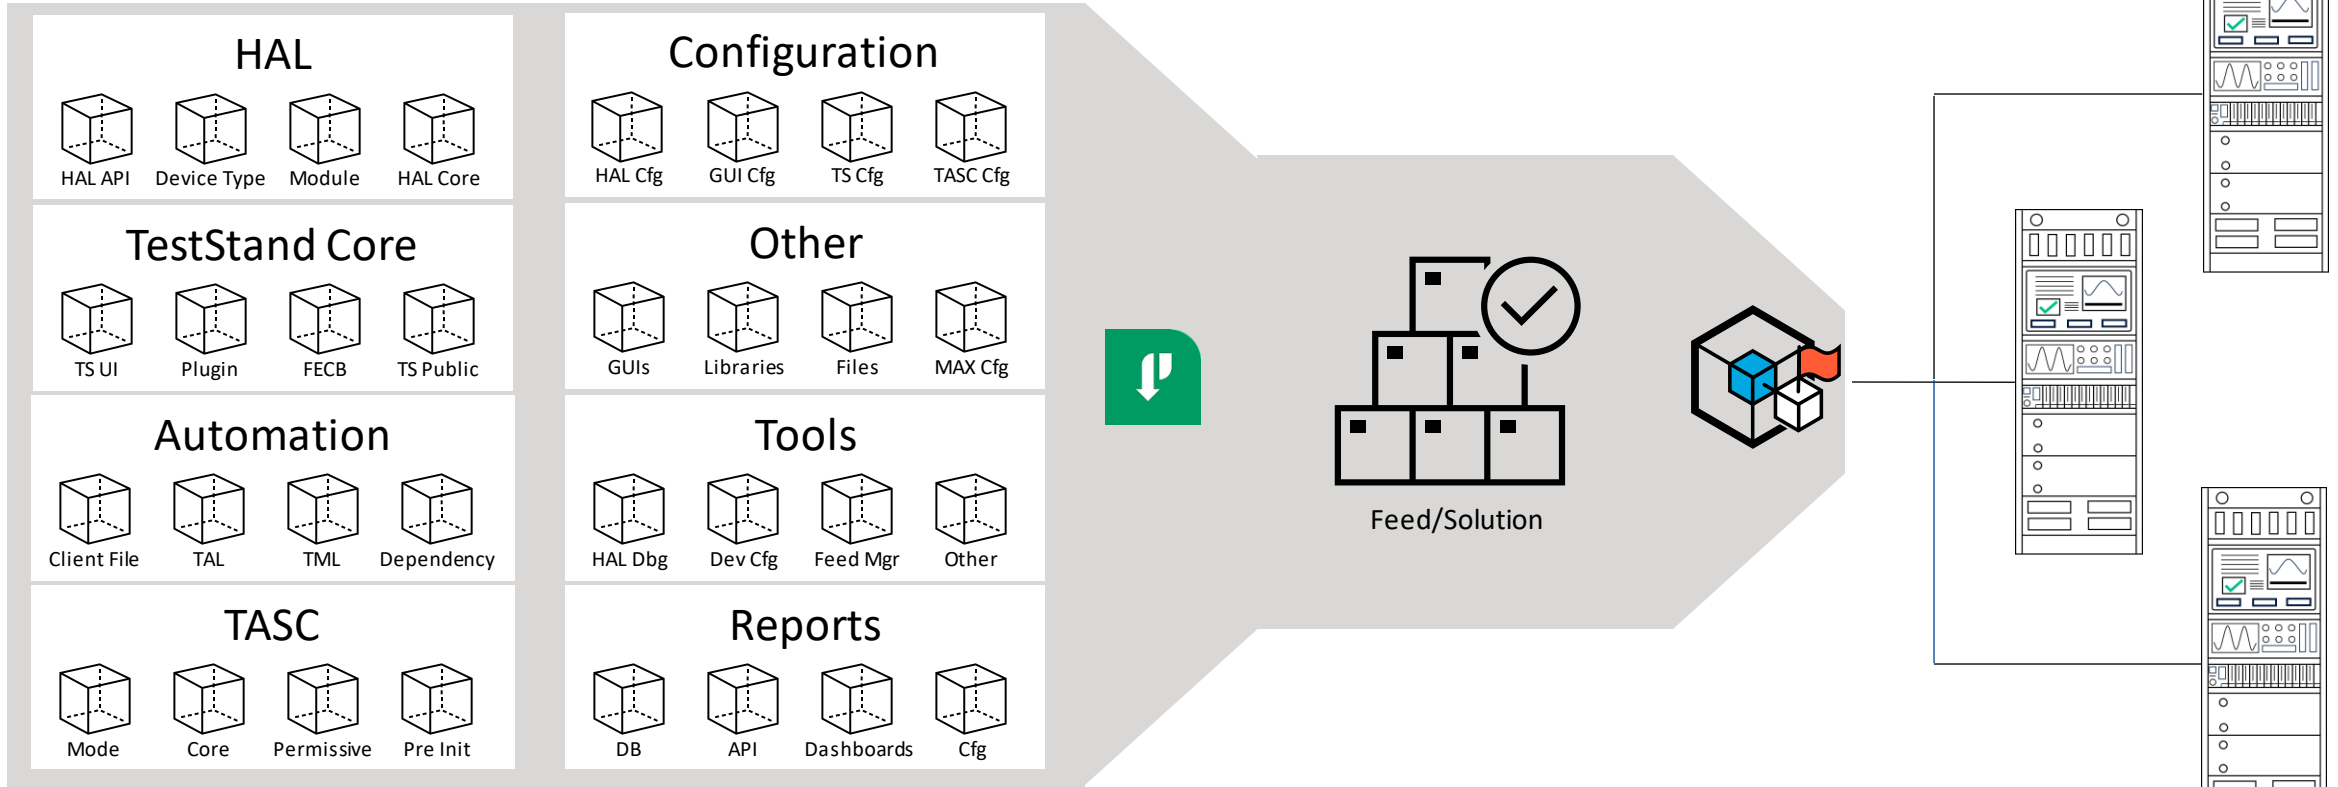 HAL
HAL API Device Type Module HAL Core
Configuration
HAL Cfg GUI Cfg TS Cfg TASC Cfg
TestStand Core
TS UI Plugin FECB TS Public
Other
GUIs Libraries Files MAX Cfg
Automation
Client File TAL TML Dependency
Tools
HAL Dbg Dev Cfg Feed Mgr Other
TASC
Mode Core Permissive Pre Init
Reports
DB API Dashboards Cfg
Feed/Solution